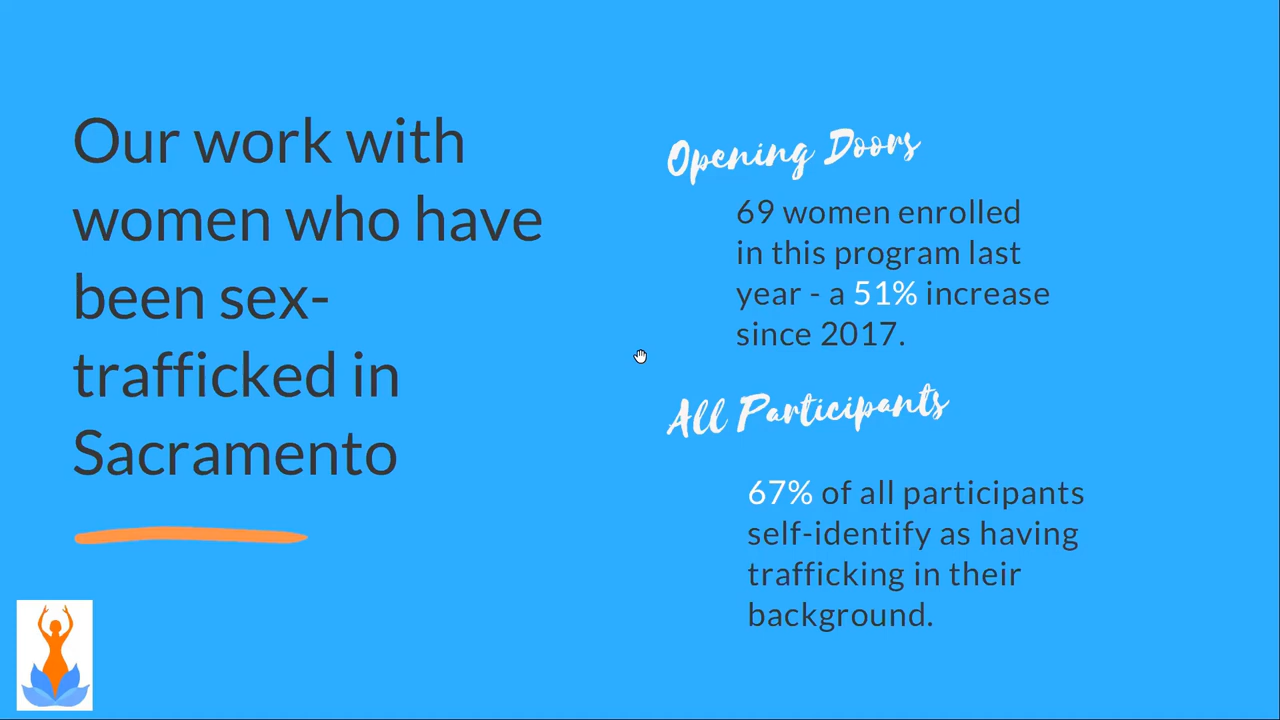 Our work with
women who have
been sex-
trafficked in
Sacramento
Opening Doors
69 women enrolled
in this program last
year - a 51% increase
since 2017.
All Participants
67% of all participants
self-identify as having
trafficking in their
background.